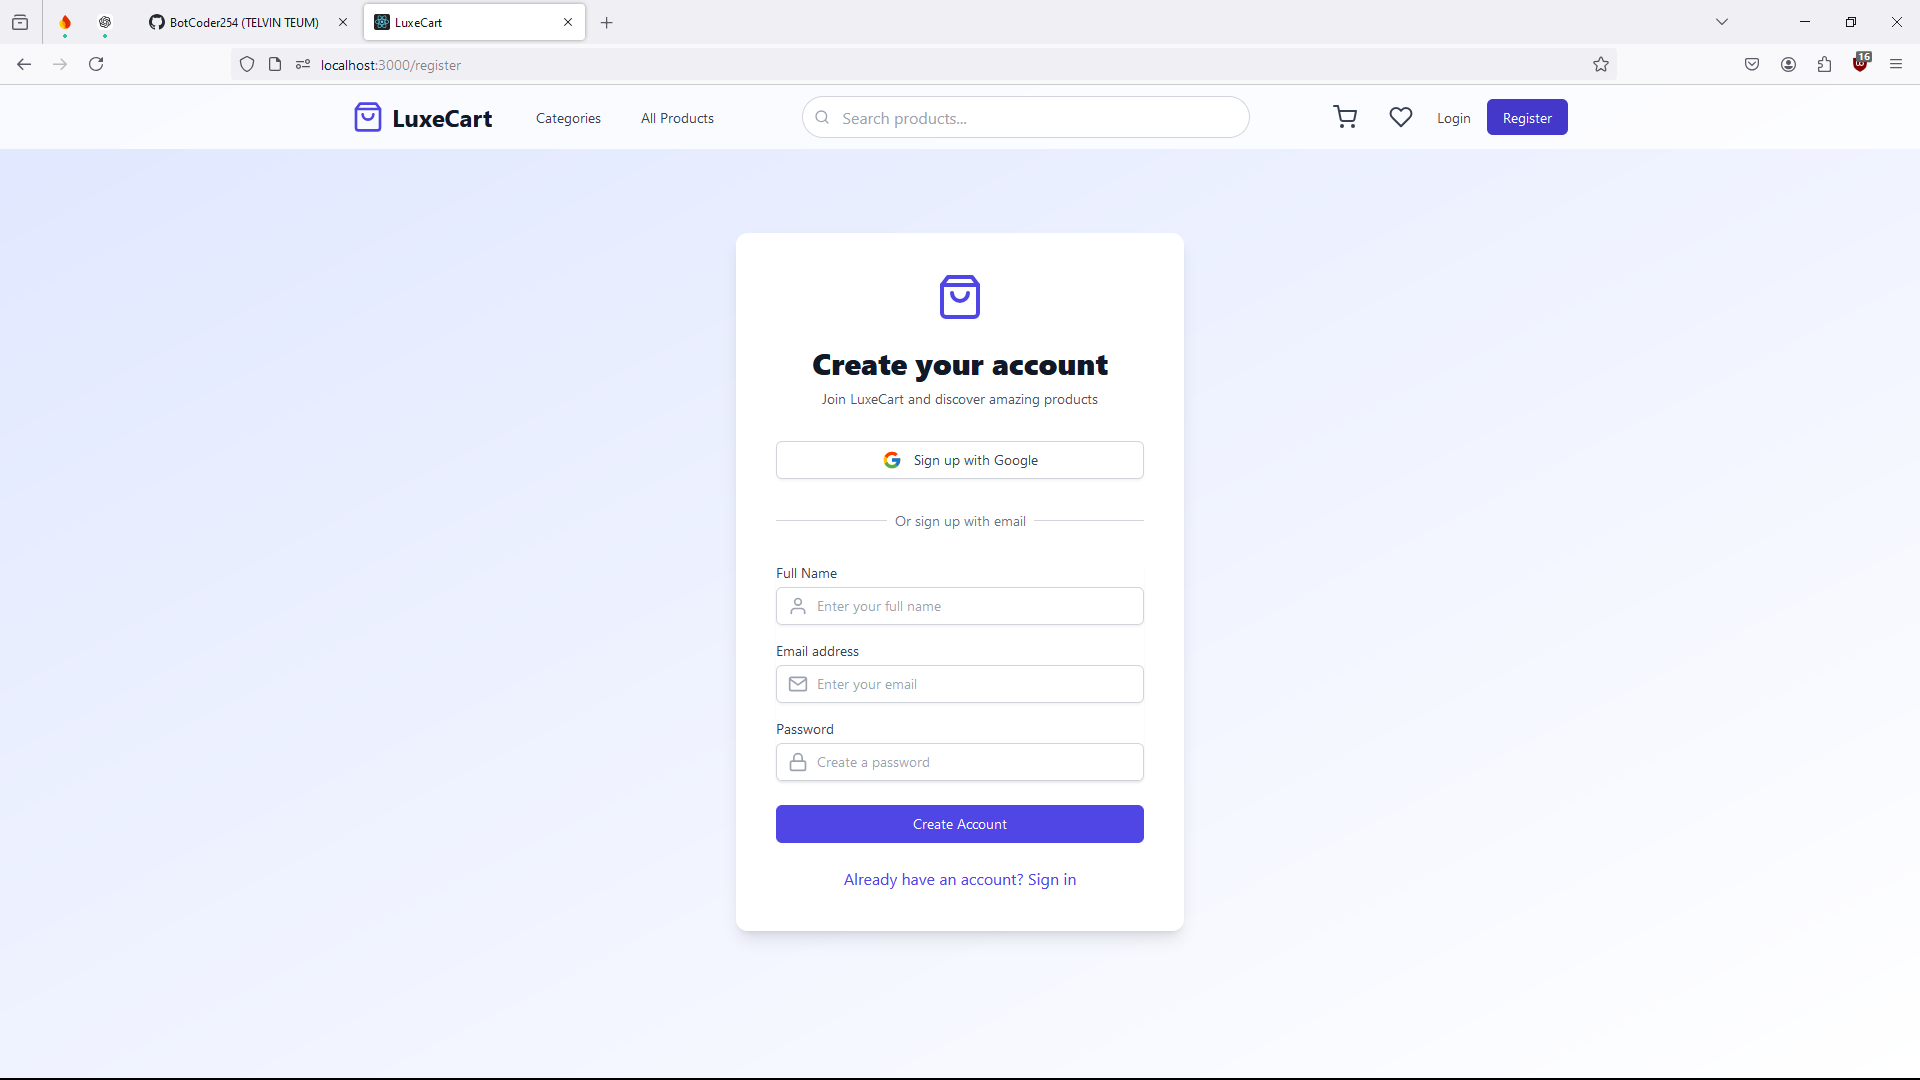 BotCoder254 (TELVIN TEUM)
LuxeCart
localhost:3000/register
16
LuxeCart
Categories
All Products
Search products...
Login
Register
Create your account
Join LuxeCart and discover amazing products
Sign up with Google
Or sign up with email
Full Name
Enter your full name
Email address
Enter your email
Password
Create a password
Create Account
Already have an account? Sign in